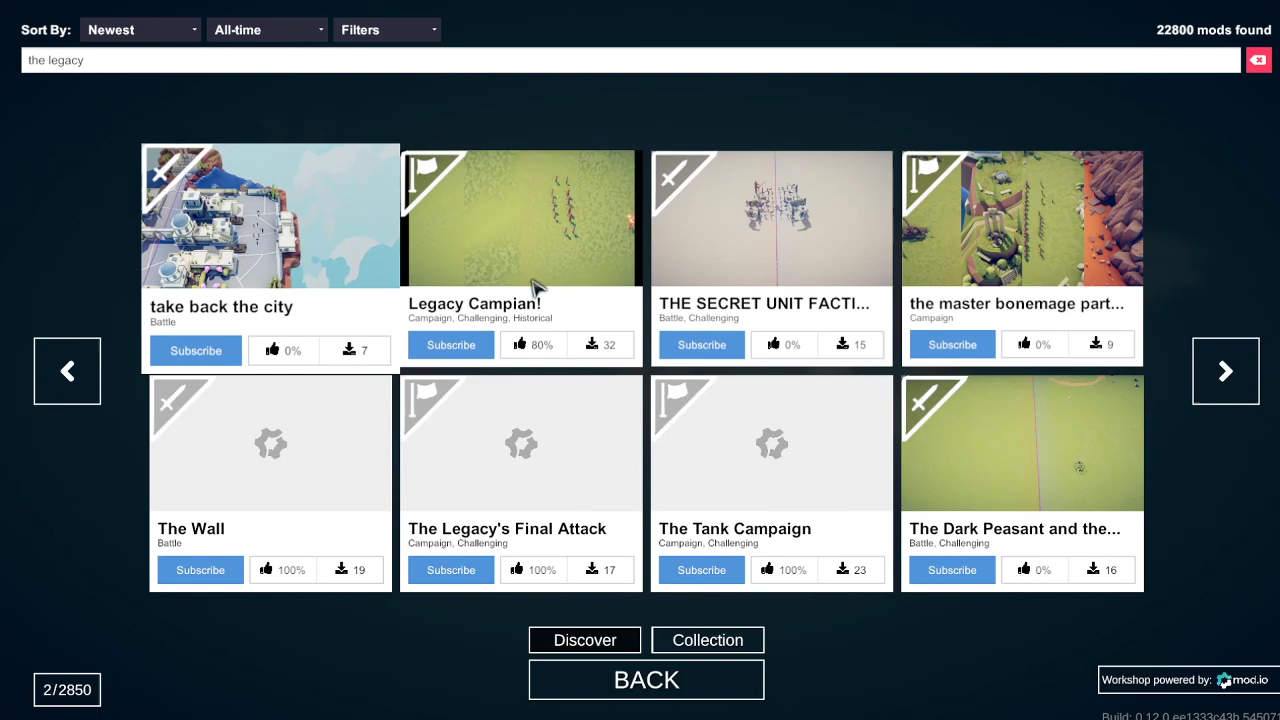 Sort By: Newest All-time Filters 22800 mods found
the legacy
take back the city
Battle
Subscribe 0% 7
Legacy Campian!
Campaign, Challenging, Historical
Subscribe 80% 32
THE SECRET UNIT FACTI...
Battle, Challenging
Subscribe 0% 15
the master bonemage part...
Campaign
Subscribe 0% 9
The Wall
Battle
Subscribe 100% 19
The Legacy's Final Attack
Campaign, Challenging
Subscribe 100% 17
The Tank Campaign
Campaign, Challenging
Subscribe 100% 23
The Dark Peasant and the...
Battle, Challenging
Subscribe 0% 16
Discover Collection
BACK
2/2850
Workshop powered by: mod.io